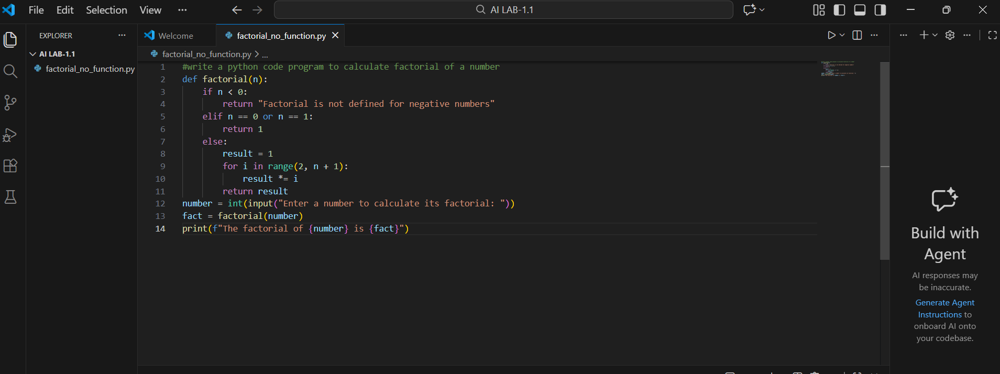 File Edit Selection View ...
AI LAB-1.1
EXPLORER ...
AI LAB-1.1
factorial_no_function.py
Welcome
factorial_no_function.py
factorial_no_function.py > ...
1 #write a python code program to calculate factorial of a number
2 def factorial(n):
3     if n < 0:
4         return "Factorial is not defined for negative numbers"
5     elif n == 0 or n == 1:
6         return 1
7     else:
8         result = 1
9         for i in range(2, n + 1):
10             result *= i
11         return result
12 number = int(input("Enter a number to calculate its factorial: "))
13 fact = factorial(number)
14 print(f"The factorial of {number} is {fact}")
Build with
Agent
AI responses may
be inaccurate.
Generate Agent
Instructions to
onboard AI onto
your codebase.